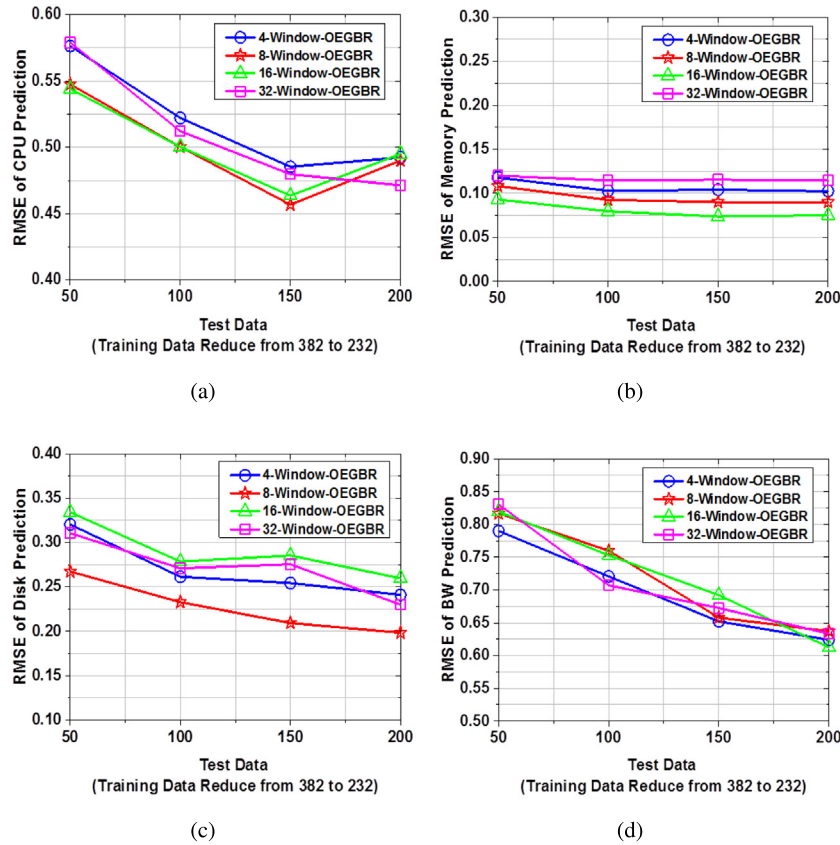 RMSE of CPU Prediction
0.60
0.55
0.50
0.45
0.40
4-Window-OEGBR
8-Window-OEGBR
16-Window-OEGBR
32-Window-OEGBR
50
100
150
200
Test Data
(Training Data Reduce from 382 to 232)
(a)
RMSE of Memory Prediction
0.30
0.25
0.20
0.15
0.10
0.05
0.00
4-Window-OEGBR
8-Window-OEGBR
16-Window-OEGBR
32-Window-OEGBR
50
100
150
200
Test Data
(Training Data Reduce from 382 to 232)
(b)
RMSE of Disk Prediction
0.40
0.35
0.30
0.25
0.20
0.15
0.10
4-Window-OEGBR
8-Window-OEGBR
16-Window-OEGBR
32-Window-OEGBR
50
100
150
200
Test Data
(Training Data Reduce from 382 to 232)
(c)
RMSE of BW Prediction
0.90
0.85
0.80
0.75
0.70
0.65
0.60
0.55
0.50
4-Window-OEGBR
8-Window-OEGBR
16-Window-OEGBR
32-Window-OEGBR
50
100
150
200
Test Data
(Training Data Reduce from 382 to 232)
(d)